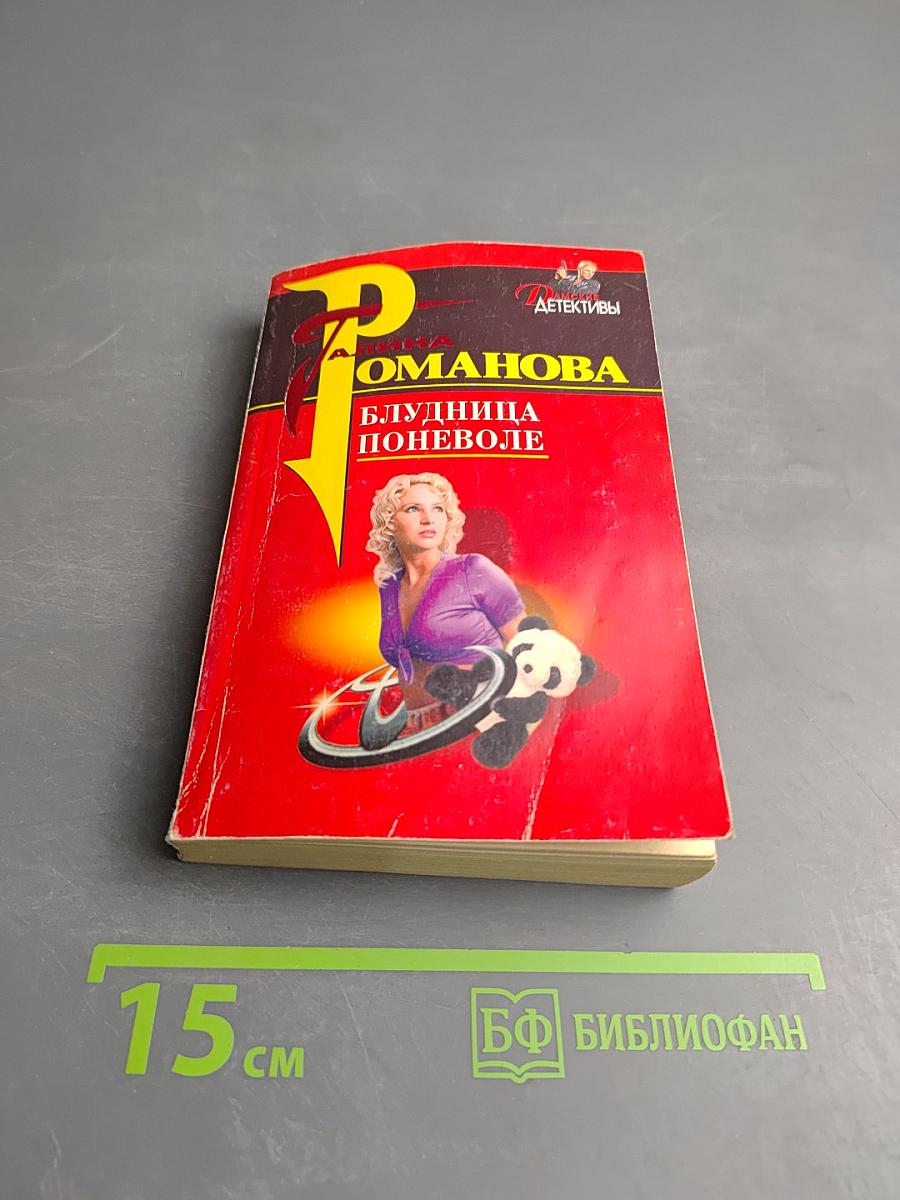 Дамские
Детективы
Галина
Романова
Блудница
поневоле
15 см
БФ БИБЛИОФАН